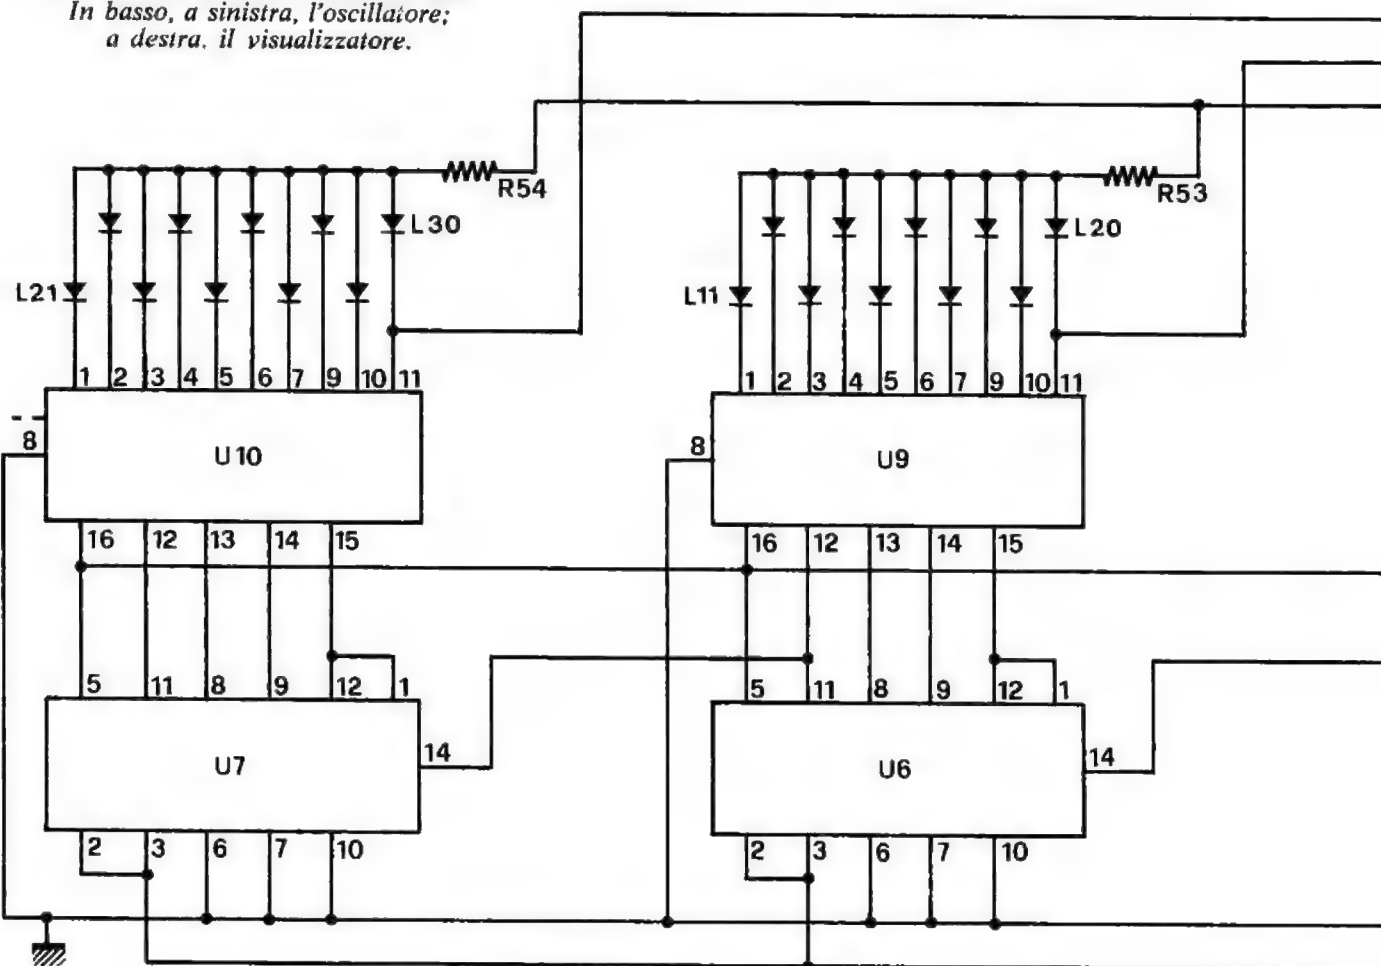 In basso, a sinistra, l'oscillatore;
a destra. il visualizzatore.
R54
R53
L30
L20
L21
L11
1 2 3 4 5 6 7 9 10 11
1 2 3 4 5 6 7 9 10 11
8
U10
8
U9
16 12 13 14 15
16 12 13 14 15
5 11 8 9 12 1
5 11 8 9 12 1
14
U7
14
U6
2 3 6 7 10
2 3 6 7 10